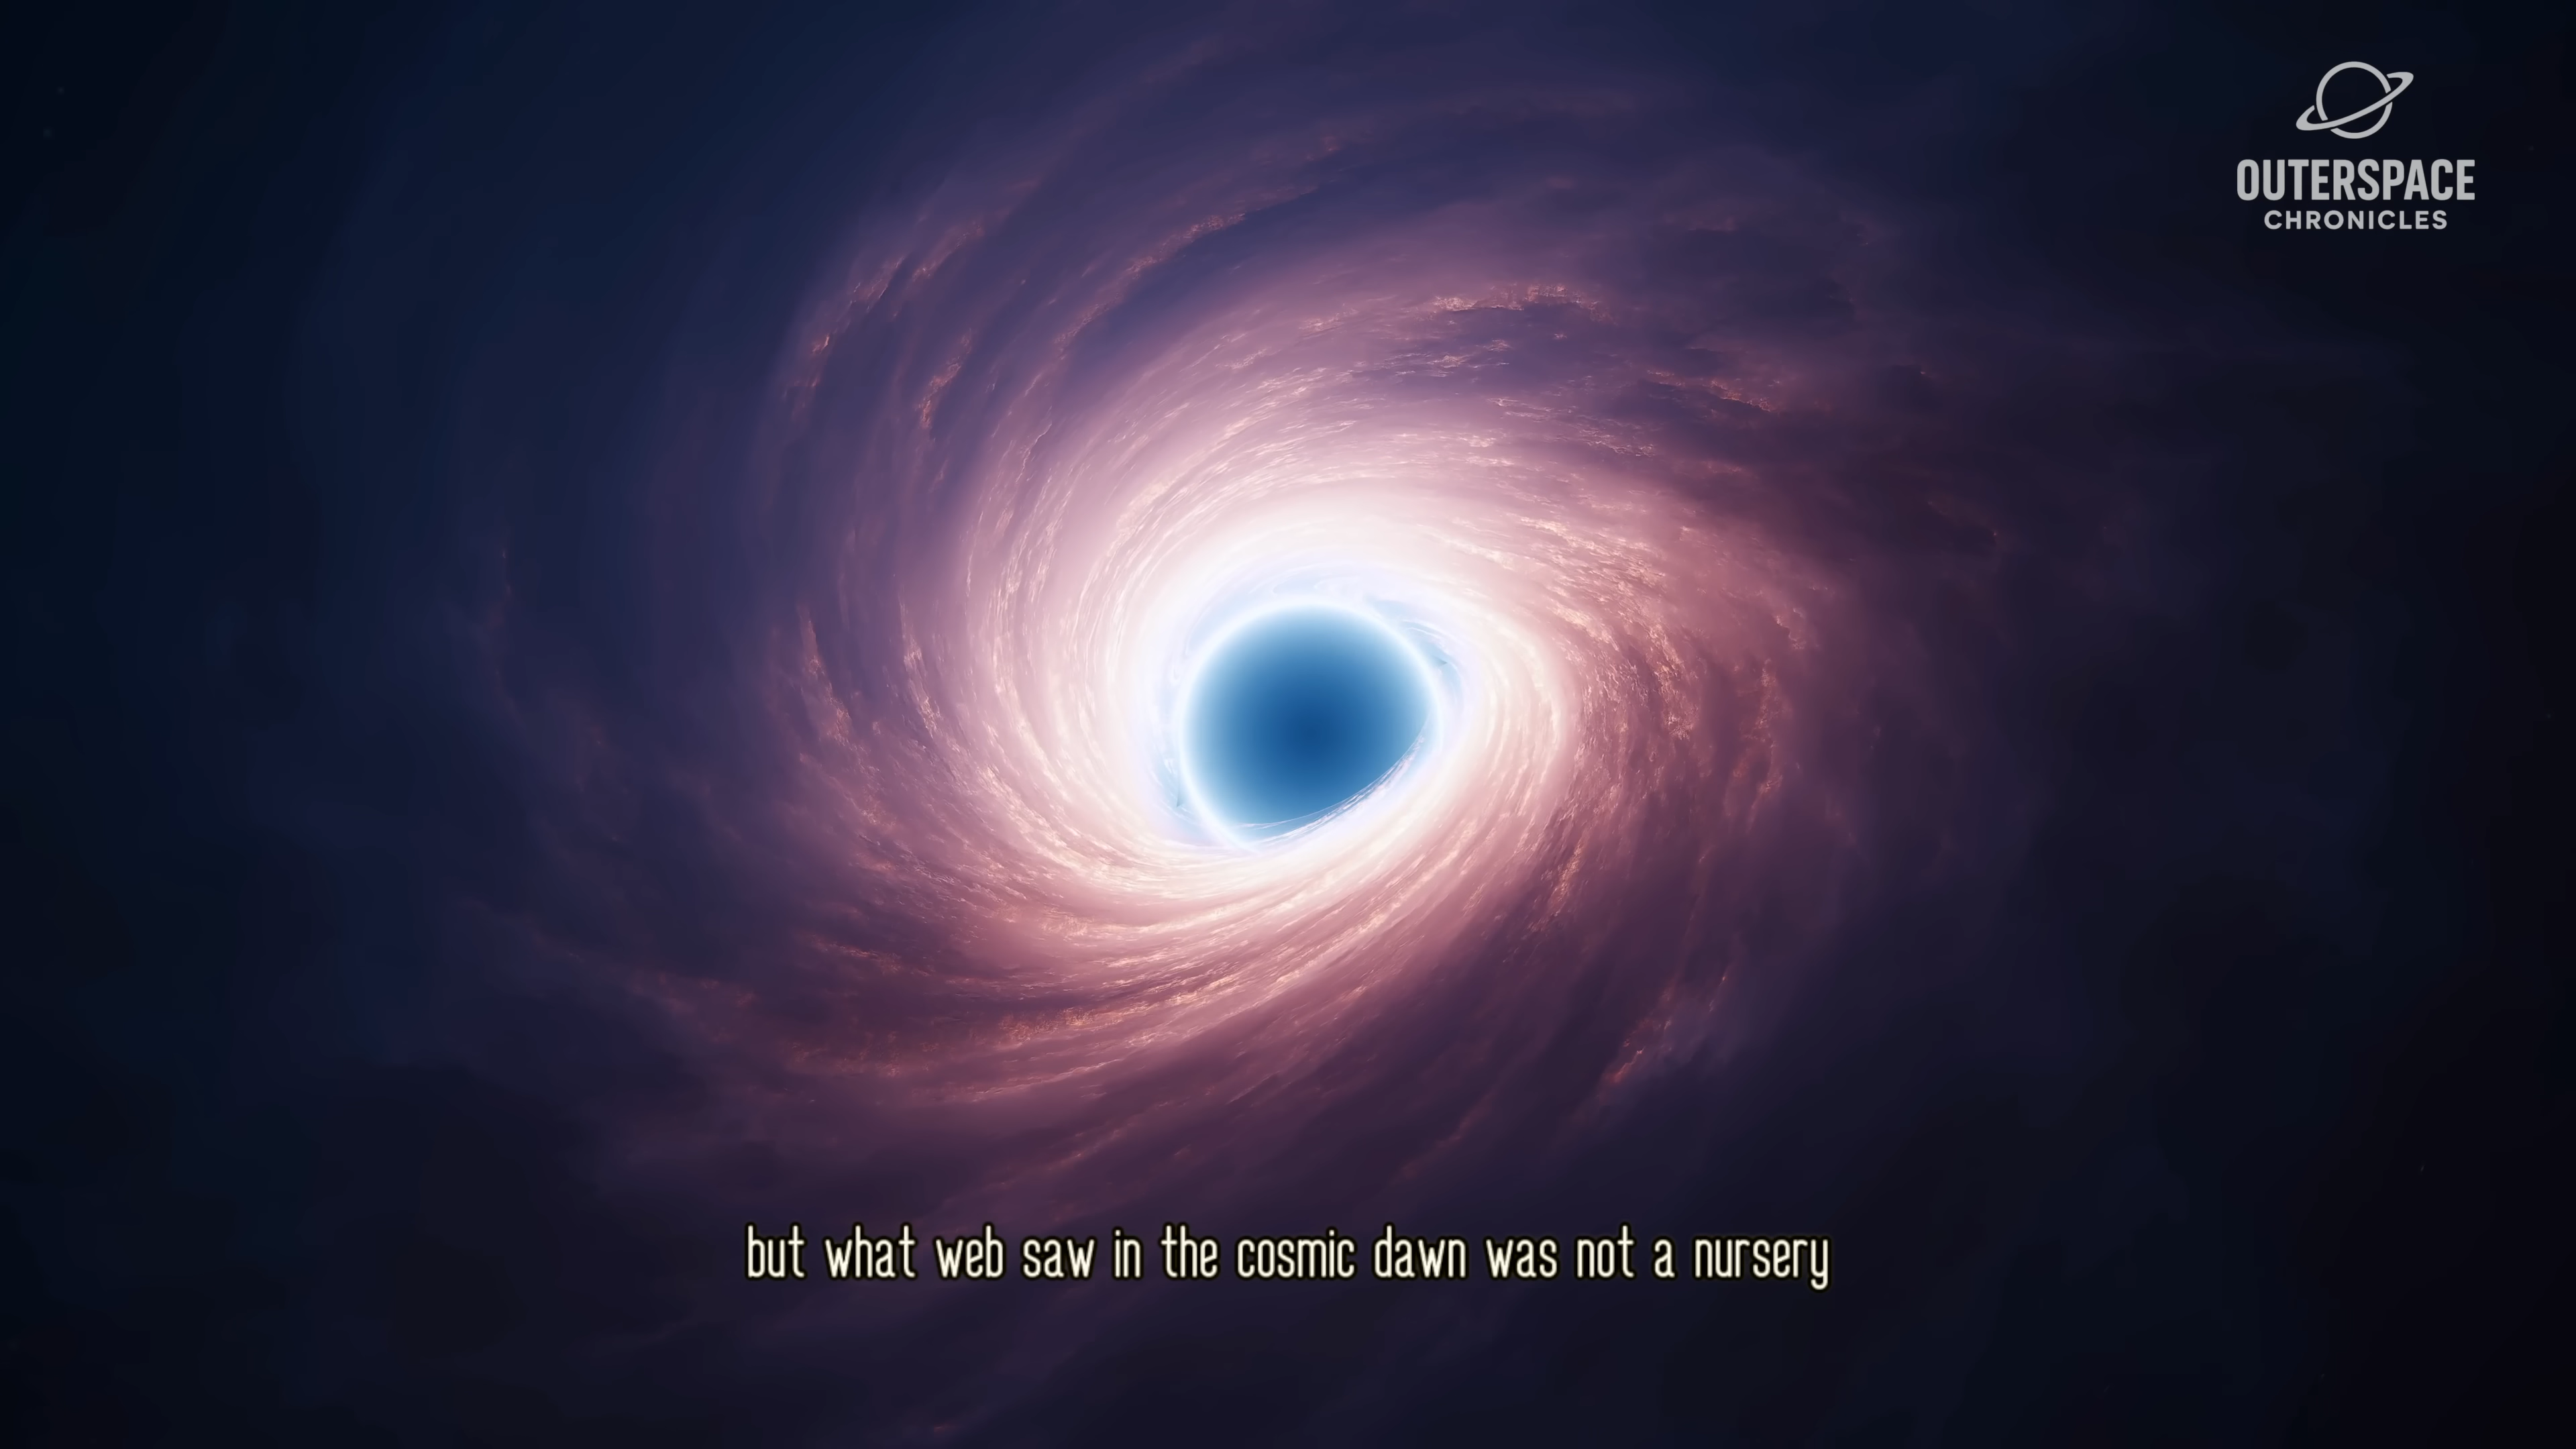 OUTERSPACE
CHRONICLES
but what web saw in the cosmic dawn was not a nursery